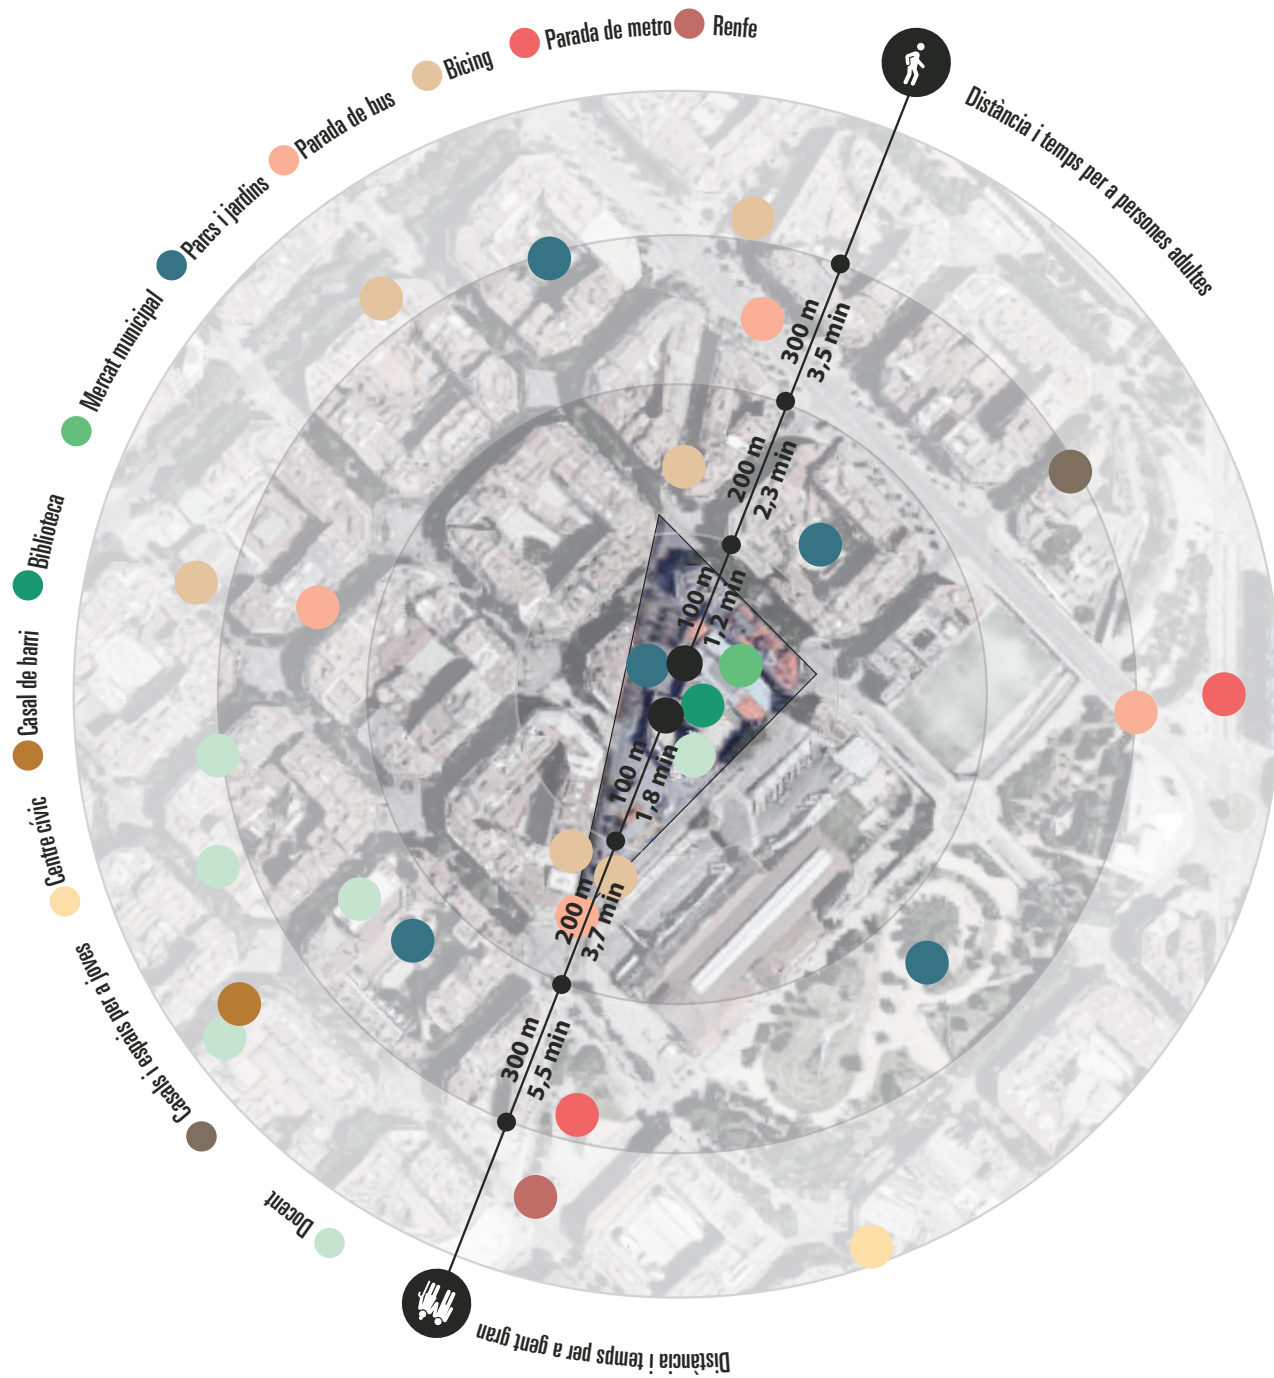 Renfe
Parada de metro
Bicing
Parada de bus
Parcs i jardins
Mercat municipal
Biblioteca
Casal de barri
Centre cívic
Casals i espais per a joves
Docent
Distància i temps per a persones adultes
300 m
3,5 min
200 m
2,3 min
100 m
1,2 min
100 m
1,8 min
200 m
3,7 min
300 m
5,5 min
Distància i temps per a gent gran